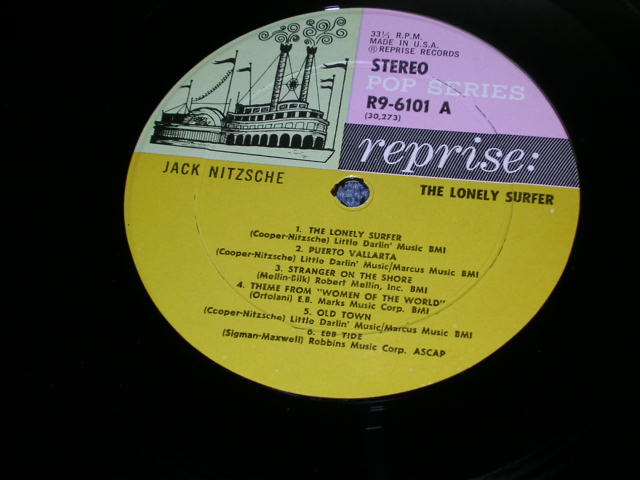 33⅓ R.P.M.
MADE IN U.S.A.
Ⓡ REPRISE RECORDS
STEREO
POP SERIES
R9-6101 A
(30,273)
reprise:
JACK NITZSCHE
THE LONELY SURFER
1. THE LONELY SURFER
(Cooper-Nitzsche) Little Darlin' Music BMI
2. PUERTO VALLARTA
(Cooper-Nitzsche) Little Darlin' Music/Marcus Music BMI
3. STRANGER ON THE SHORE
(Mellin-Bilk) Robert Mellin, Inc. BMI
4. THEME FROM "WOMEN OF THE WORLD"
(Ortolani) E.B. Marks Music Corp. BMI
5. OLD TOWN
(Cooper-Nitzsche) Little Darlin' Music/Marcus Music BMI
6. EBB TIDE
(Sigman-Maxwell) Robbins Music Corp. ASCAP